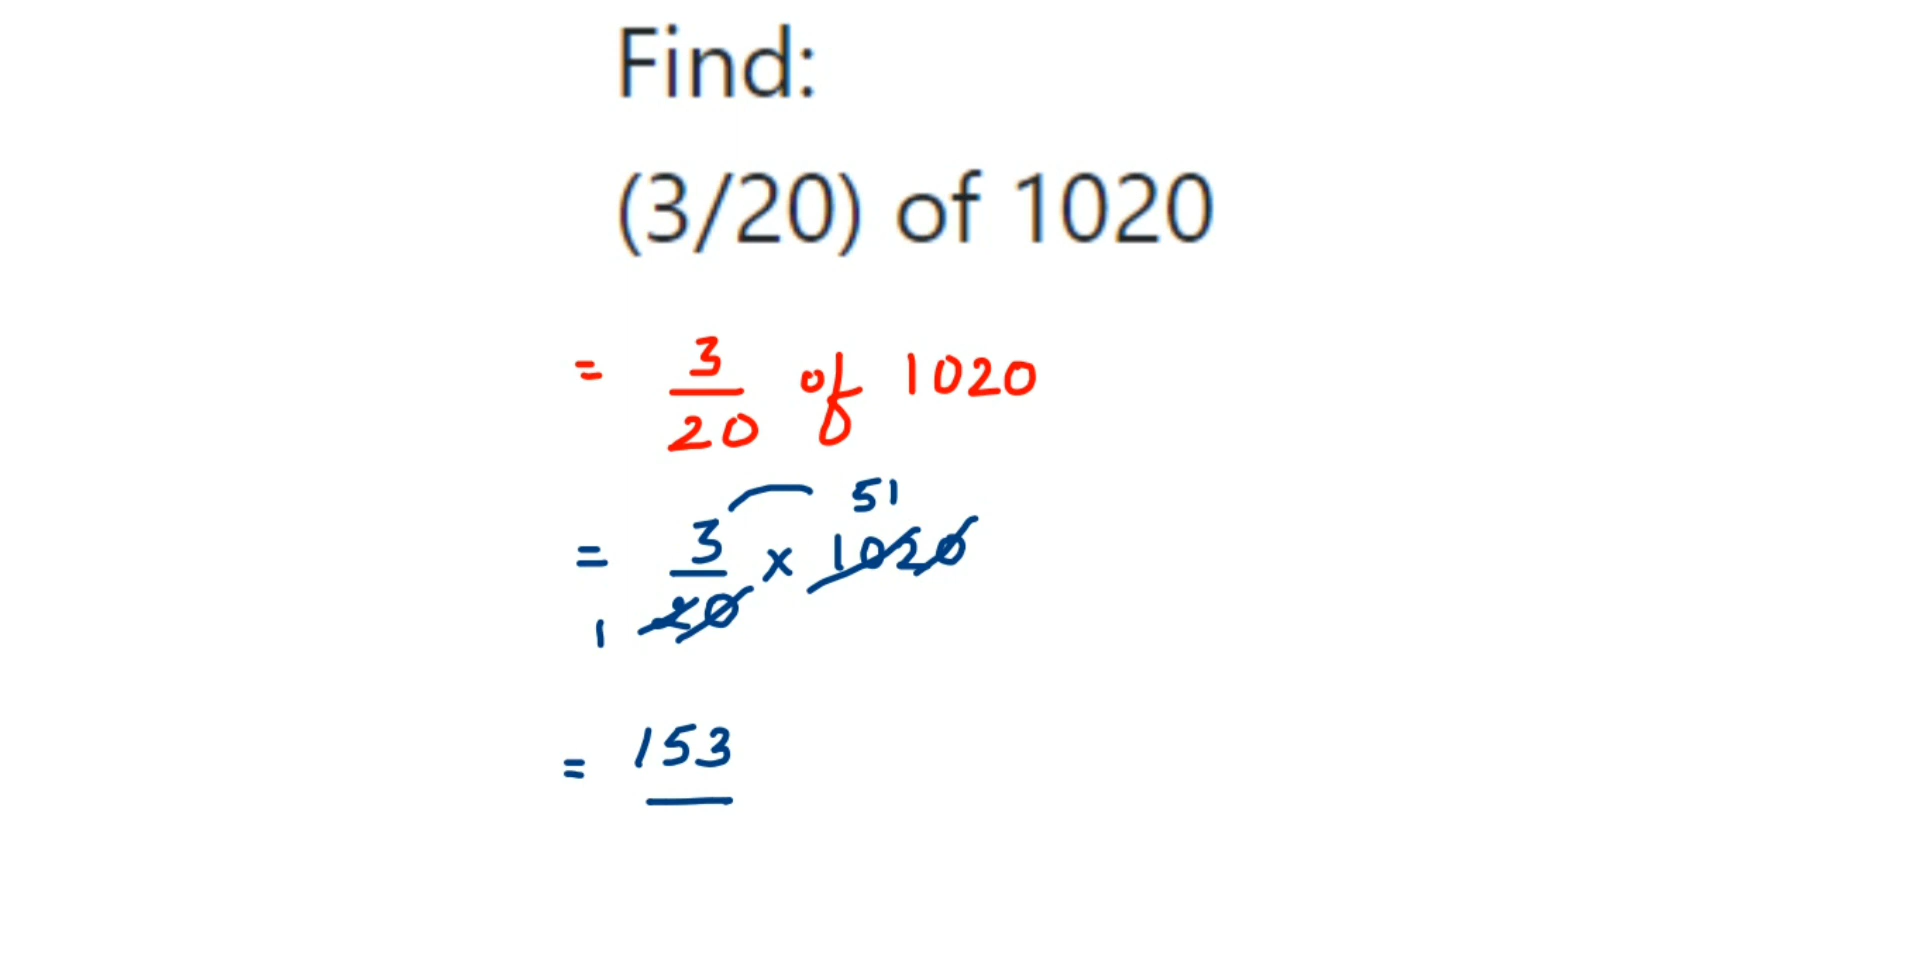 Find:
(3/20) of 1020
= 3/20 of 1020
51
= 3/20 × 1020
1
= 153